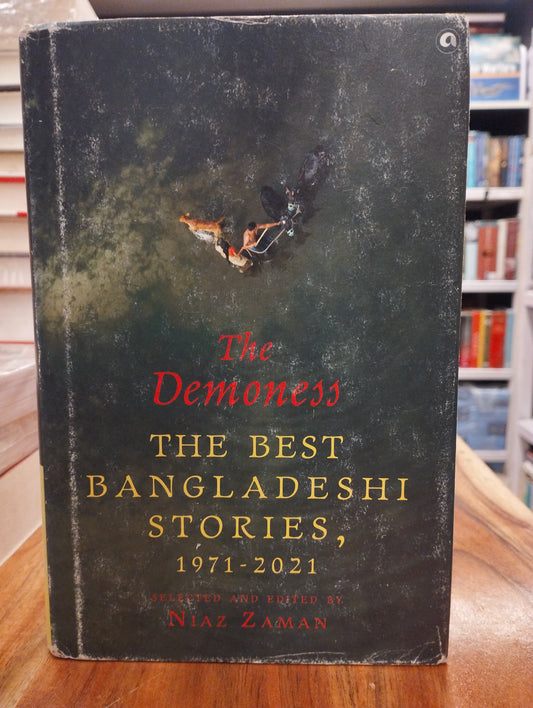 The
Demoness
THE BEST
BANGLADESHI
STORIES,
1971-2021
SELECTED AND EDITED BY
NIAZ ZAMAN